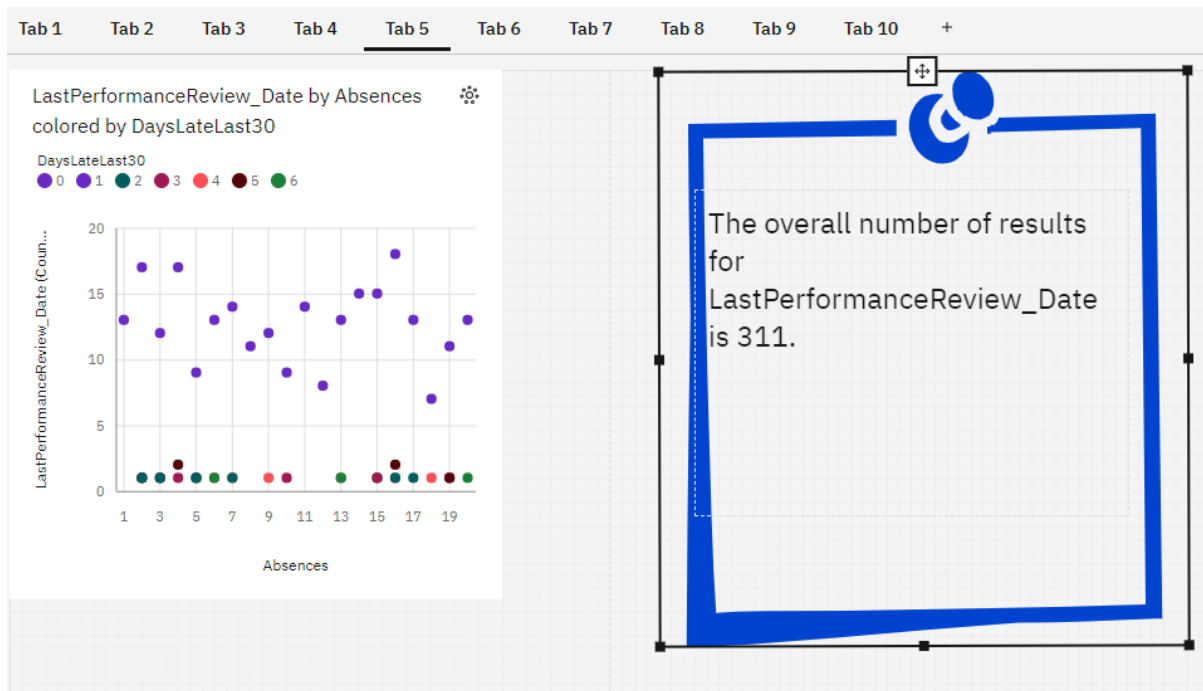 Tab 1 Tab 2 Tab 3 Tab 4 Tab 5 Tab 6 Tab 7 Tab 8 Tab 9 Tab 10 +
LastPerformanceReview_Date by Absences
colored by DaysLateLast30
DaysLateLast30
0 1 2 3 4 5 6
LastPerformanceReview_Date (Coun...
20
15
10
5
0
1 3 5 7 9 11 13 15 17 19
Absences
The overall number of results
for
LastPerformanceReview_Date
is 311.